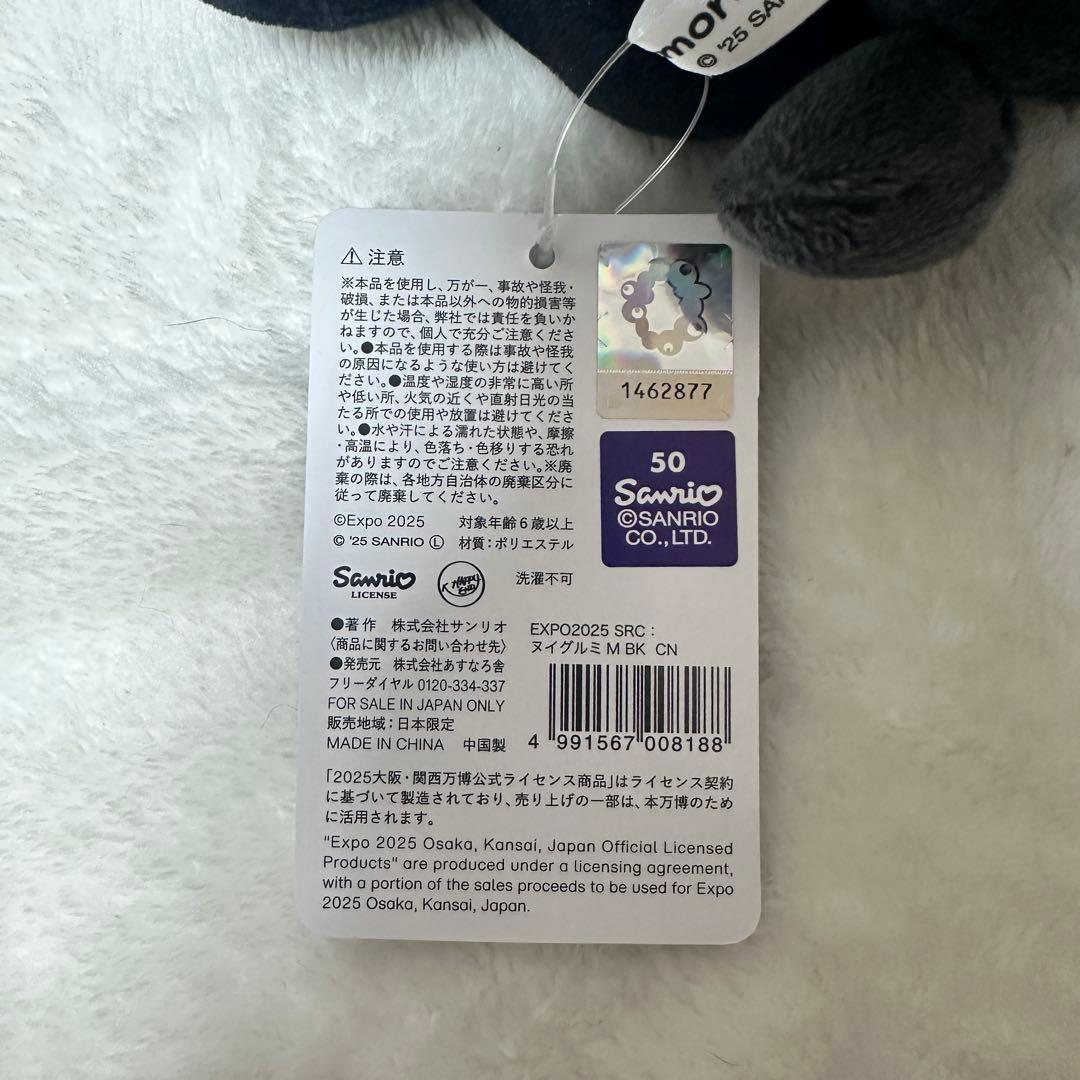 © '25 SA
⚠ 注意
※本品を使用し、万が一、事故や怪我・
破損、または本品以外への物的損害等
が生じた場合、弊社では責任を負いか
ねますので、個人で充分ご注意くださ
い。●本品を使用する際は事故や怪我
の原因になるような使い方は避けてく
ださい。●温度や湿度の非常に高い所
や低い所、火気の近くや直射日光の当
たる所での使用や放置は避けてくださ
い。●水や汗による濡れた状態や、摩擦
・高温により、色落ち・色移りする恐れ
がありますのでご注意ください。※廃
棄の際は、各地方自治体の廃棄区分に
従って廃棄してください。
©Expo 2025 対象年齢6歳以上
© '25 SANRIO Ⓛ 材質：ポリエステル
Sanrio
LICENSE
洗濯不可
1462877
50
Sanrio
©SANRIO
CO.,LTD.
●著作 株式会社サンリオ
〈商品に関するお問い合わせ先〉
●発売元 株式会社あすなろ舎
フリーダイヤル 0120-334-337
FOR SALE IN JAPAN ONLY
販売地域：日本限定
MADE IN CHINA 中国製
EXPO2025 SRC：
ヌイグルミ M BK CN
4 991567 008188
「2025大阪・関西万博公式ライセンス商品」はライセンス契約
に基づいて製造されており、売り上げの一部は、本万博のため
に活用されます。
"Expo 2025 Osaka, Kansai, Japan Official Licensed
Products" are produced under a licensing agreement,
with a portion of the sales proceeds to be used for Expo
2025 Osaka, Kansai, Japan.